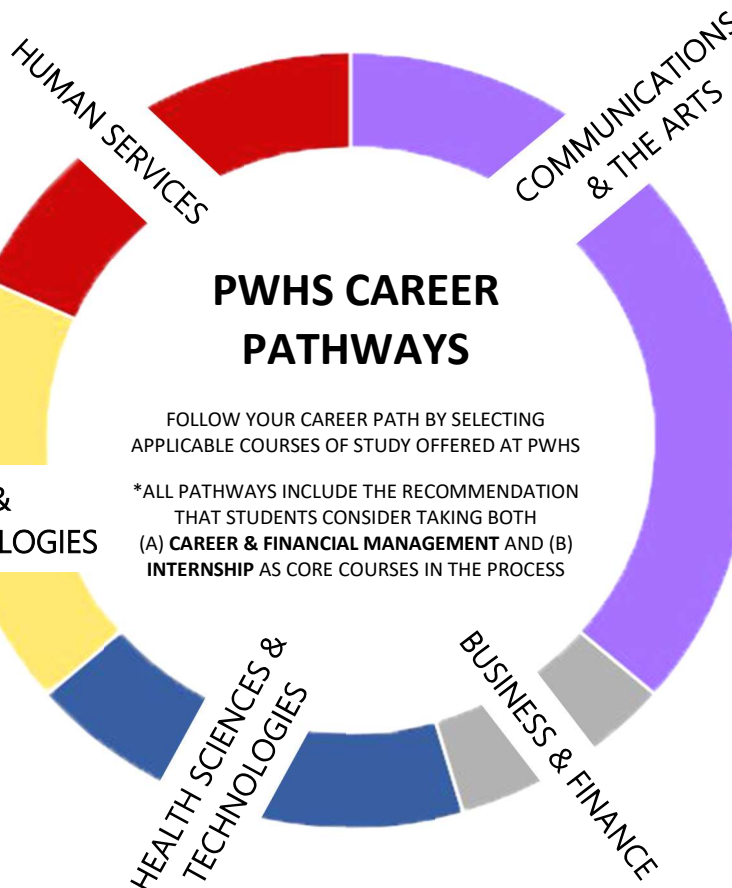 HUMAN SERVICES
COMMUNICATIONS
& THE ARTS
PWHS CAREER
PATHWAYS
FOLLOW YOUR CAREER PATH BY SELECTING
APPLICABLE COURSES OF STUDY OFFERED AT PWHS
*ALL PATHWAYS INCLUDE THE RECOMMENDATION
THAT STUDENTS CONSIDER TAKING BOTH
(A) CAREER & FINANCIAL MANAGEMENT AND (B)
INTERNSHIP AS CORE COURSES IN THE PROCESS
&
LOGIES
HEALTH SCIENCES &
TECHNOLOGIES
BUSINESS & FINANCE